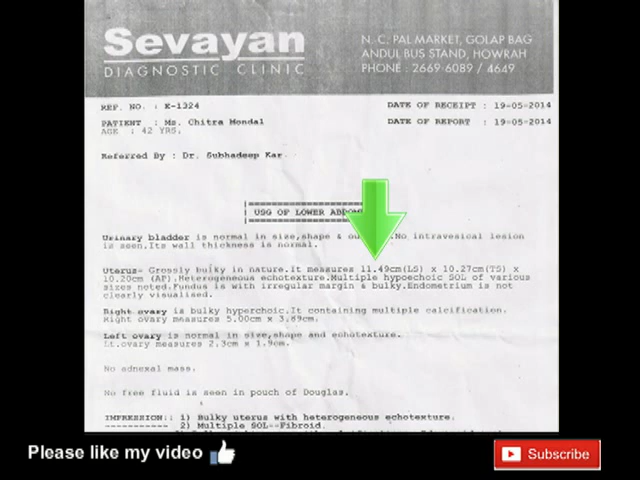 Sevayan
DIAGNOSTIC CLINIC
N. C. PAL MARKET, GOLAP BAG
ANDUL BUS STAND, HOWRAH
PHONE : 2669-6089 / 4649
REF. NO. : K-1324
DATE OF RECEIPT : 19-05-2014
PATIENT : Ms. Chitra Mondal
DATE OF REPORT : 19-05-2014
AGE : 42 YRS.
Referred By : Dr. Subhadeep Kar.
USG OF LOWER
Urinary bladder is normal in size,shape & No intravesical lesion
is seen.Its wall thickness is normal.
Uterus= Grossly bulky in nature.It measures 11.49cm(LS) x 10.27cm(TS) x
10.20cm (AP).Heterogeneous echotexture.Multiple hypoechoic SOL of various
sizes noted.Fundus is with irregular margin & bulky.Endometrium is not
clearly visualised.
Right ovary is bulky hyperchoic.It containing multiple calcification.
Right ovary measures 5.00cm x 3.89cm.
Left ovary is normal in size,shape and echotexture.
Lt.ovary measures 2.3cm x 1.9cm.
No adnexal mass.
No free fluid is seen in pouch of Douglas.
IMPRESSION:: 1) Bulky uterus with heterogeneous echotexture.
----------- 2) Multiple SOL==Fibroid.
Please like my video
Subscribe